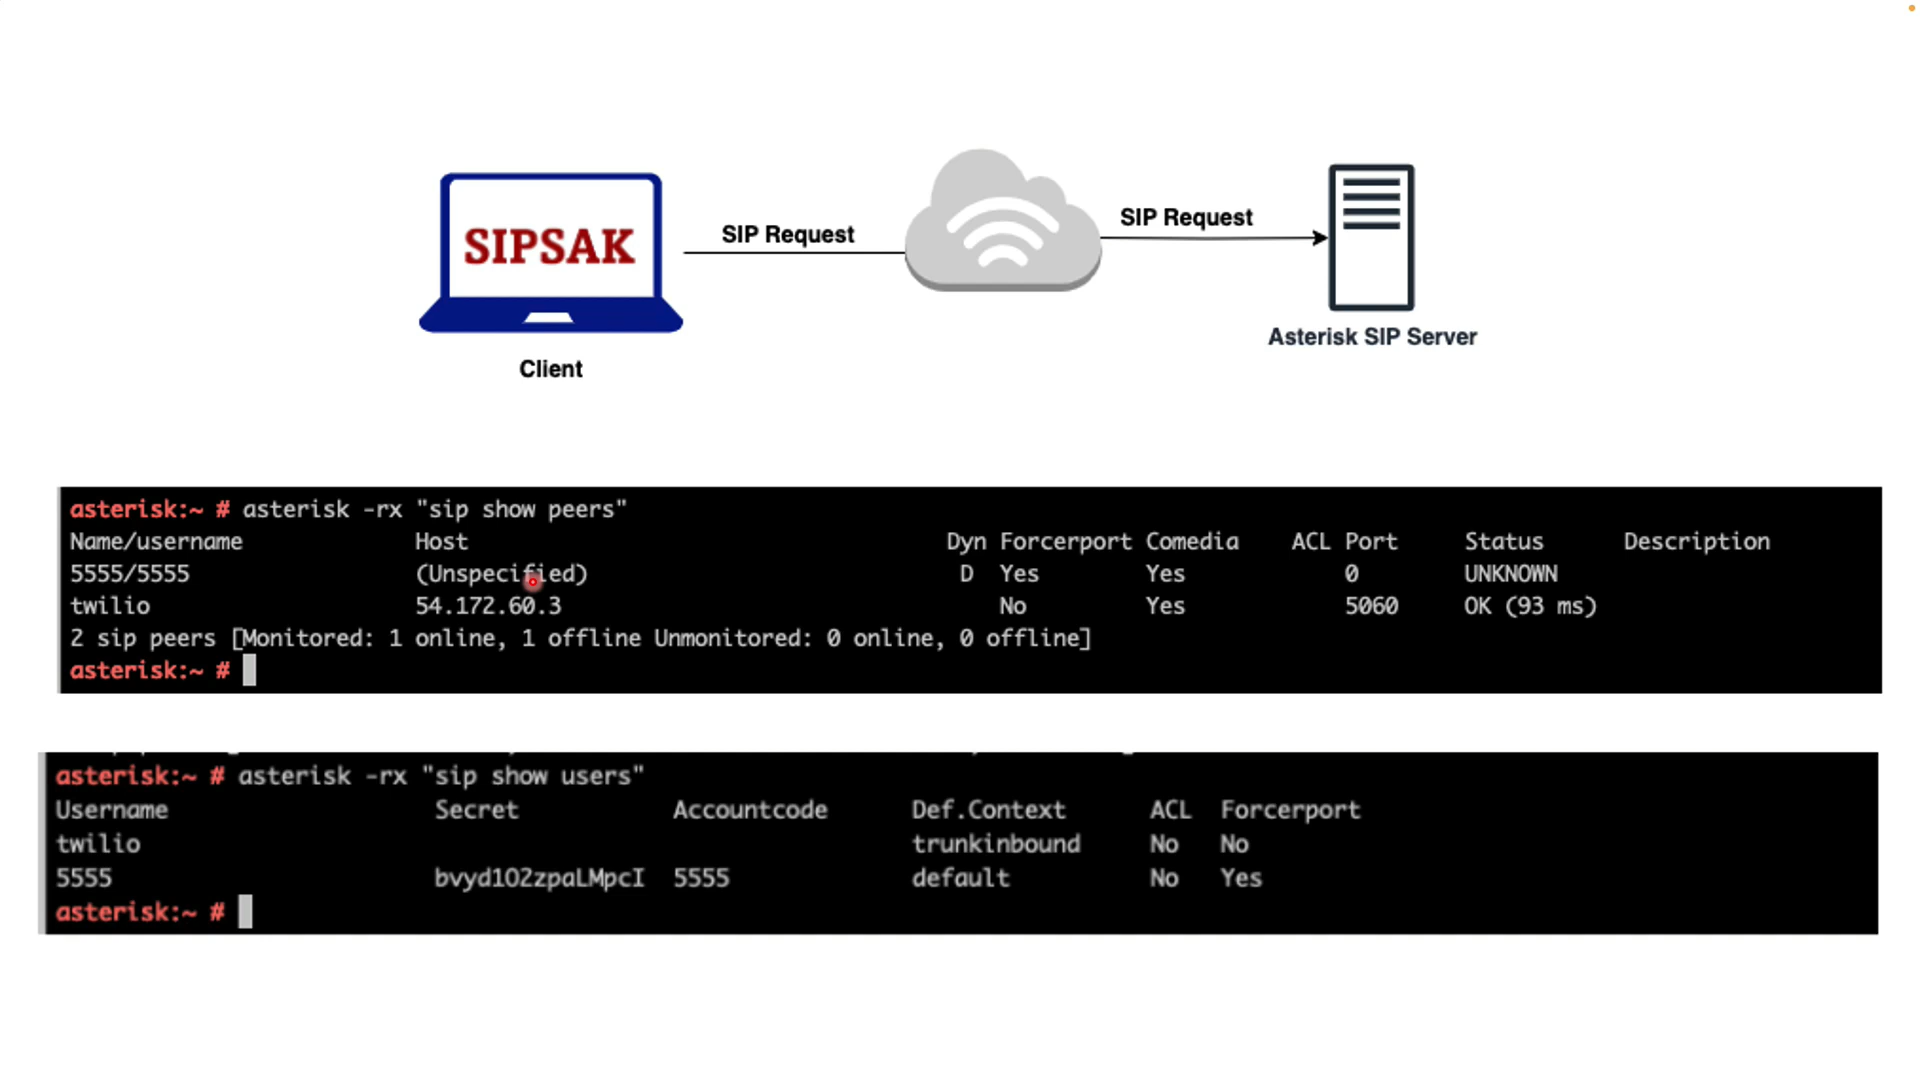 SIPSAK
SIP Request
SIP Request
Client
Asterisk SIP Server
asterisk:~ # asterisk -rx "sip show peers"
Name/username Host Dyn Forcerport Comedia ACL Port Status Description
5555/5555 (Unspecified) D Yes Yes 0 UNKNOWN
twilio 54.172.60.3 No Yes 5060 OK (93 ms)
2 sip peers [Monitored: 1 online, 1 offline Unmonitored: 0 online, 0 offline]
asterisk:~ #
asterisk:~ # asterisk -rx "sip show users"
Username Secret Accountcode Def.Context ACL Forcerport
twilio trunkinbound No No
5555 bvyd1O2zpaLMpcI 5555 default No Yes
asterisk:~ #